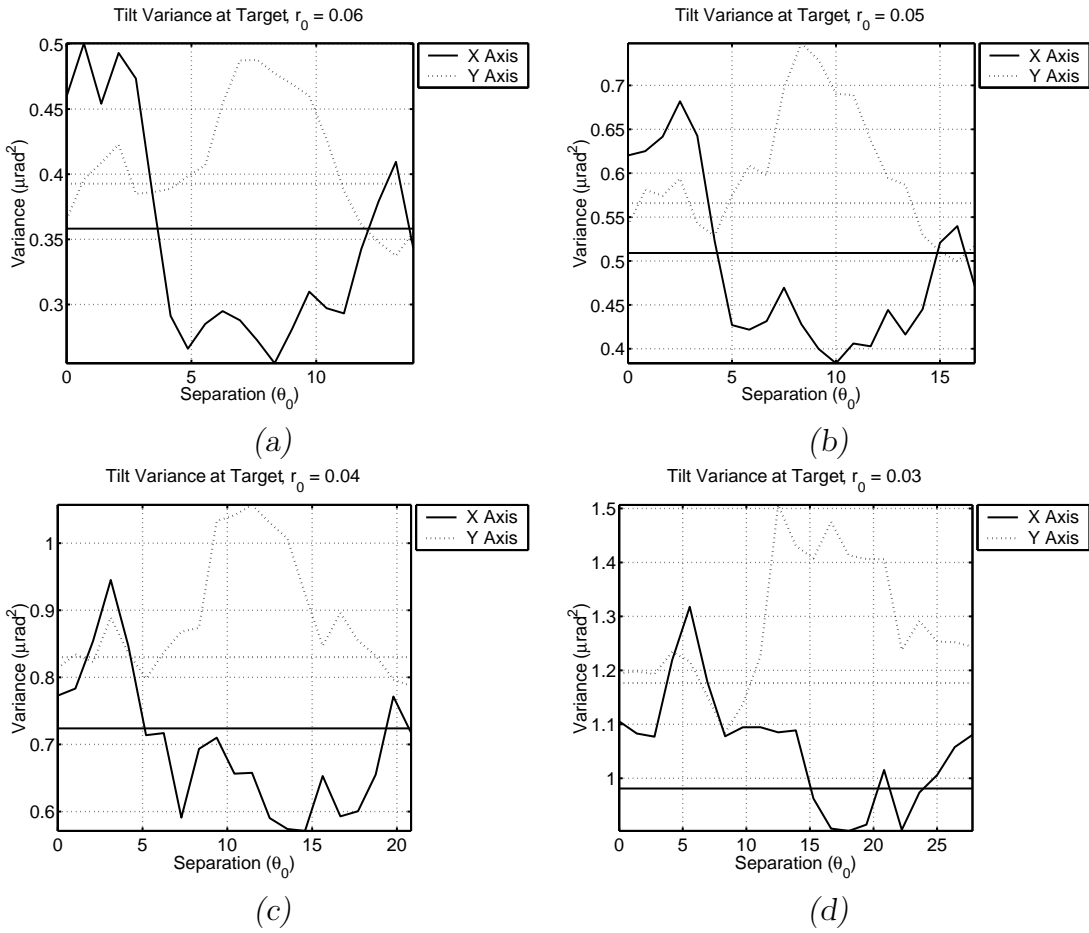 Tilt Variance at Target, r0 = 0.06
0.5
0.45
0.4
0.35
0.3
Variance (μrad²)
0 5 10
Separation (θ0)
X Axis
Y Axis
(a)
Tilt Variance at Target, r0 = 0.05
0.7
0.65
0.6
0.55
0.5
0.45
0.4
Variance (μrad²)
0 5 10 15
Separation (θ0)
X Axis
Y Axis
(b)
Tilt Variance at Target, r0 = 0.04
1
0.9
0.8
0.7
0.6
Variance (μrad²)
0 5 10 15 20
Separation (θ0)
X Axis
Y Axis
(c)
Tilt Variance at Target, r0 = 0.03
1.5
1.4
1.3
1.2
1.1
1
Variance (μrad²)
0 5 10 15 20 25
Separation (θ0)
X Axis
Y Axis
(d)